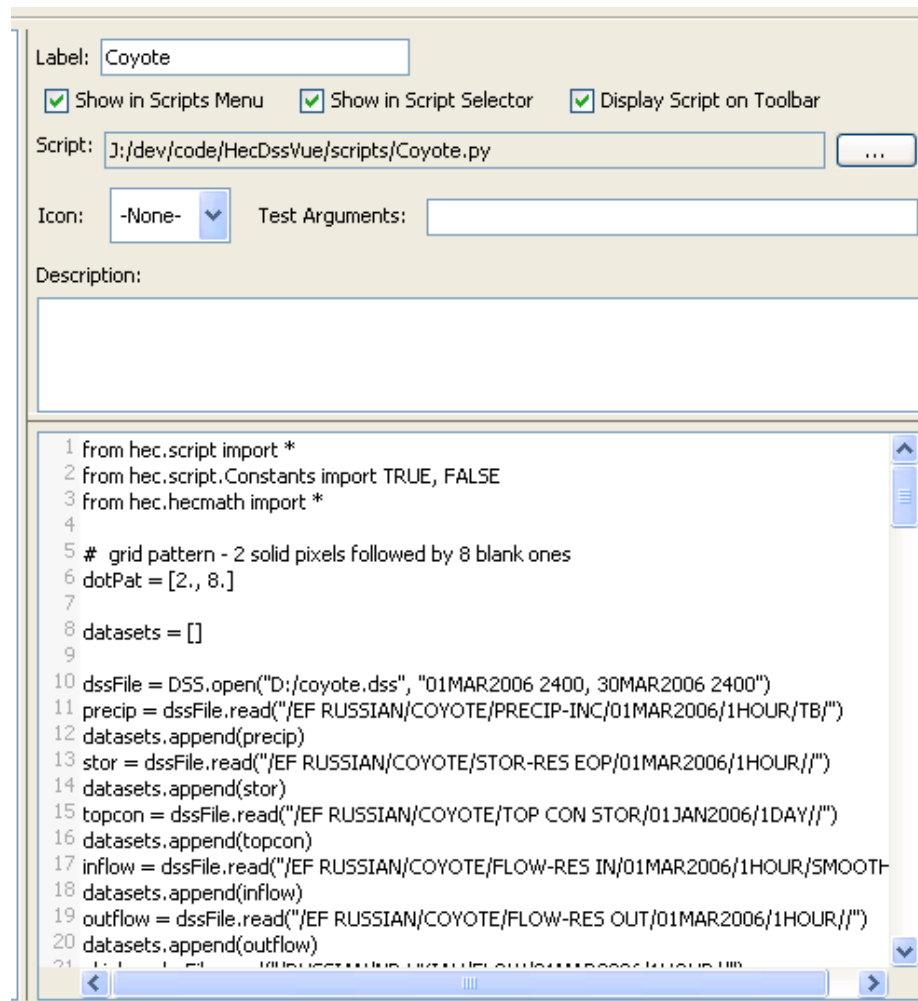 Label: Coyote
Show in Scripts Menu Show in Script Selector Display Script on Toolbar
Script: J:/dev/code/HecDssVue/scripts/Coyote.py ...
Icon: -None- Test Arguments:
Description:
1 from hec.script import *
2 from hec.script.Constants import TRUE, FALSE
3 from hec.hecmath import *
4
5 # grid pattern - 2 solid pixels followed by 8 blank ones
6 dotPat = [2., 8.]
7
8 datasets = []
9
10 dssFile = DSS.open("D:/coyote.dss", "01MAR2006 2400, 30MAR2006 2400")
11 precip = dssFile.read("/EF RUSSIAN/COYOTE/PRECIP-INC/01MAR2006/1HOUR/TB/")
12 datasets.append(precip)
13 stor = dssFile.read("/EF RUSSIAN/COYOTE/STOR-RES EOP/01MAR2006/1HOUR//")
14 datasets.append(stor)
15 topcon = dssFile.read("/EF RUSSIAN/COYOTE/TOP CON STOR/01JAN2006/1DAY//")
16 datasets.append(topcon)
17 inflow = dssFile.read("/EF RUSSIAN/COYOTE/FLOW-RES IN/01MAR2006/1HOUR/SMOOTH
18 datasets.append(inflow)
19 outflow = dssFile.read("/EF RUSSIAN/COYOTE/FLOW-RES OUT/01MAR2006/1HOUR//")
20 datasets.append(outflow)